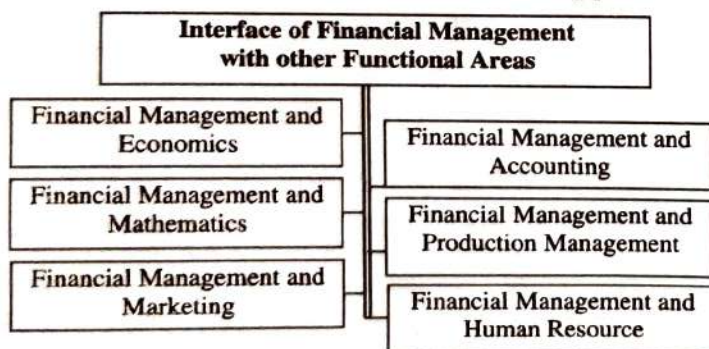 Interface of Financial Management
with other Functional Areas
Financial Management and
Economics
Financial Management and
Accounting
Financial Management and
Mathematics
Financial Management and
Production Management
Financial Management and
Marketing
Financial Management and
Human Resource